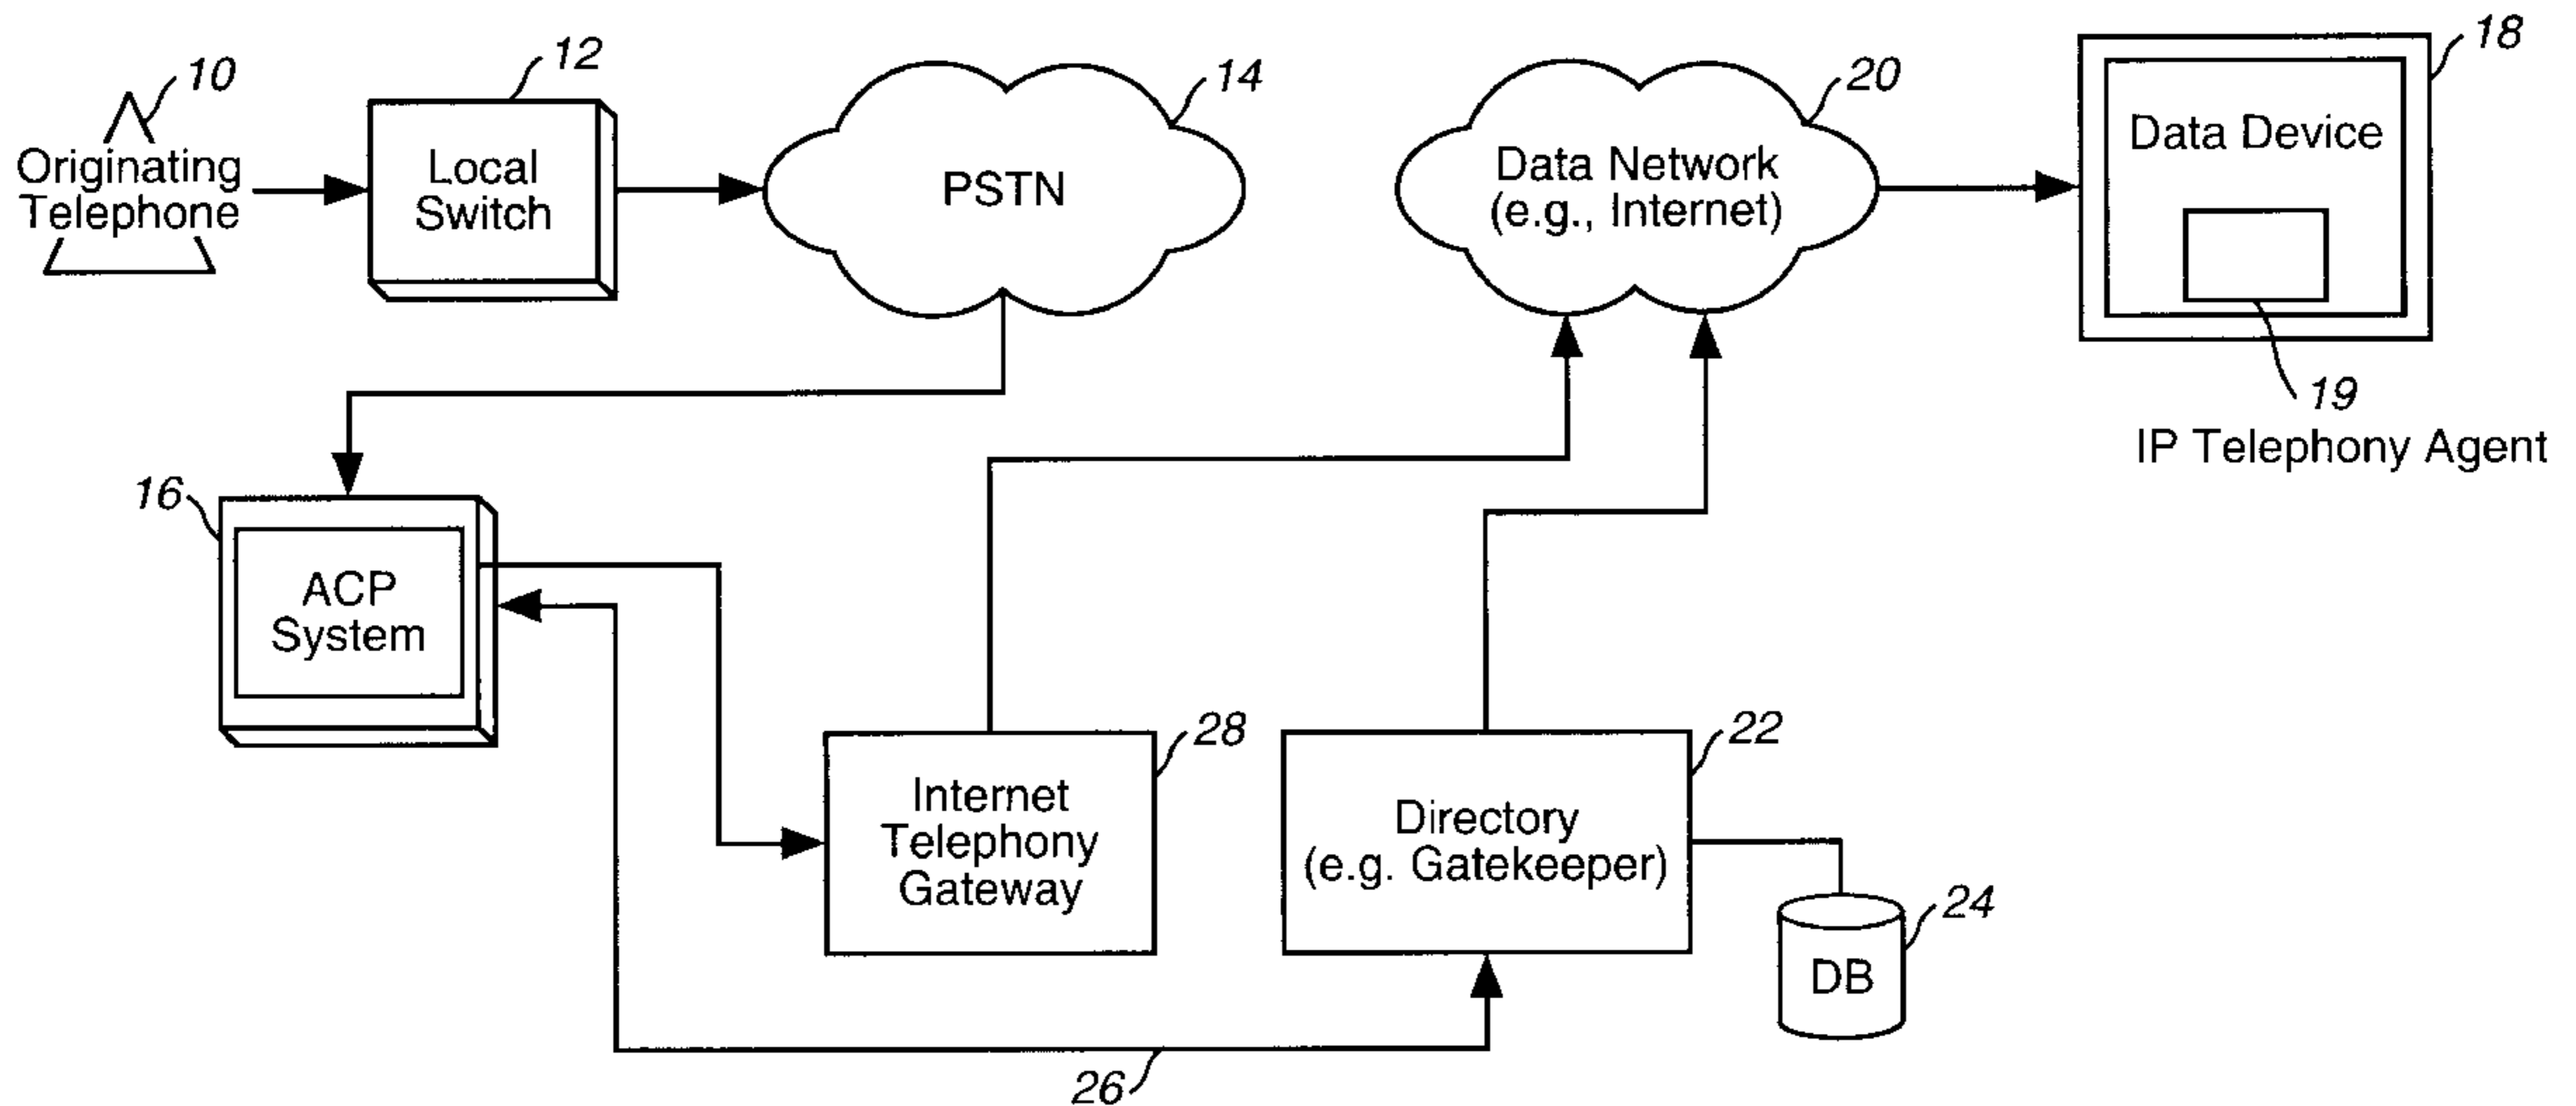 10
Originating
Telephone
12
Local
Switch
14
PSTN
20
Data Network
(e.g., Internet)
18
Data Device
19
IP Telephony Agent
16
ACP
System
28
Internet
Telephony
Gateway
22
Directory
(e.g. Gatekeeper)
24
DB
26